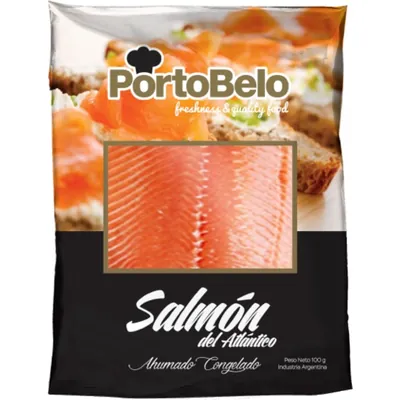 PortoBelo
freshness & quality food
Salmón
del Atlántico
Ahumado Congelado
Peso Neto 100 g
Industria Argentina